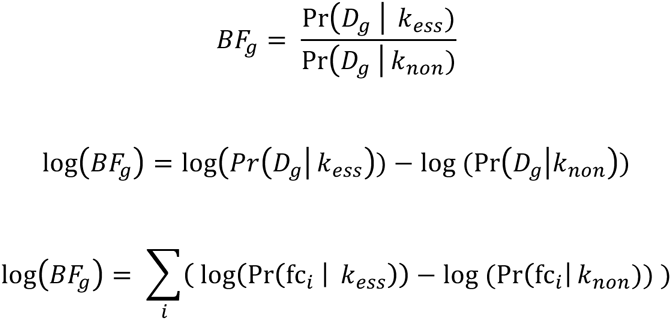 BF_g = Pr(D_g | k_ess) / Pr(D_g | k_non)
log(BF_g) = log(Pr(D_g | k_ess)) − log (Pr(D_g|k_non))
log(BF_g) = ∑_i ( log(Pr(fc_i | k_ess)) − log (Pr(fc_i | k_non)) )